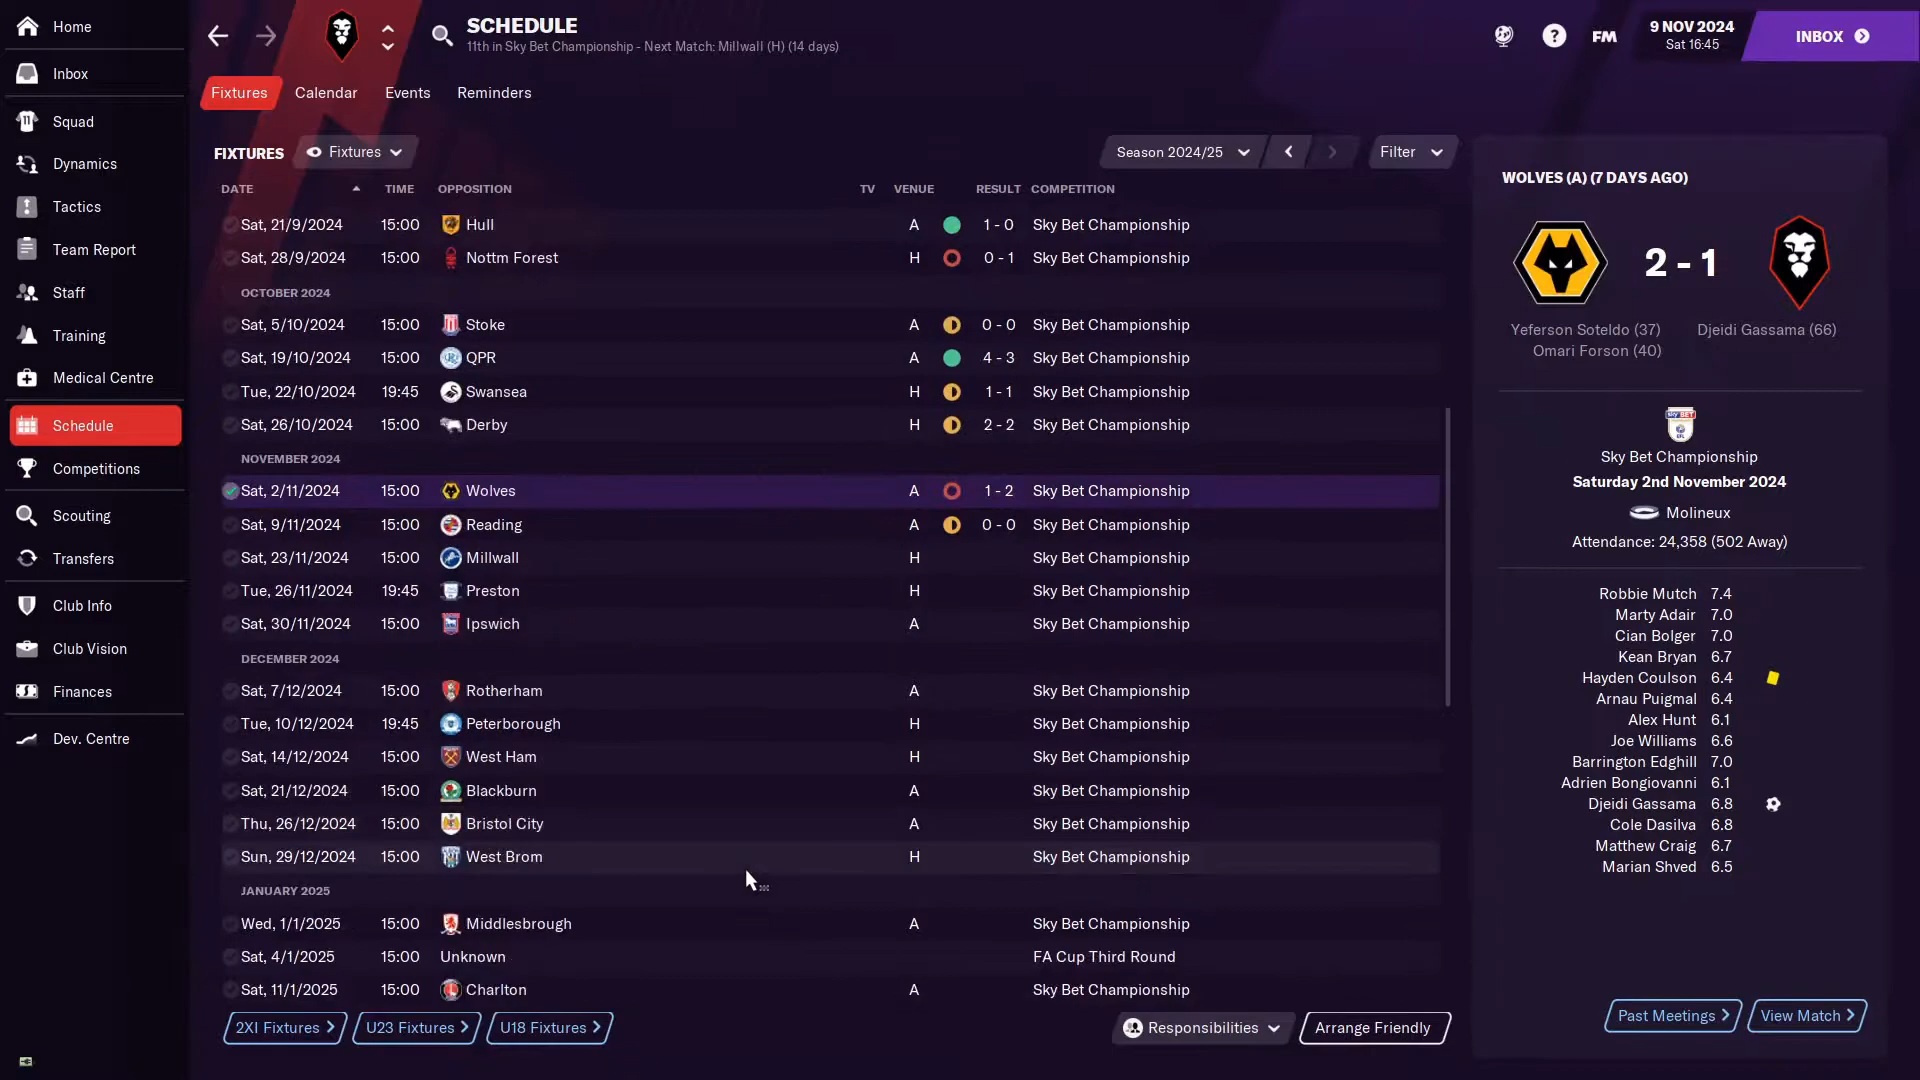 Home
Inbox
Squad
Dynamics
Tactics
Team Report
Staff
Training
Medical Centre
Schedule
Competitions
Scouting
Transfers
Club Info
Club Vision
Finances
Dev. Centre
SCHEDULE
11th in Sky Bet Championship - Next Match: Millwall (H) (14 days)
FM
9 NOV 2024
Sat 16:45
INBOX
Fixtures Calendar Events Reminders
FIXTURES Fixtures Season 2024/25 Filter
DATE TIME OPPOSITION TV VENUE RESULT COMPETITION
Sat, 21/9/2024 15:00 Hull A 1 - 0 Sky Bet Championship
Sat, 28/9/2024 15:00 Nottm Forest H 0 - 1 Sky Bet Championship
OCTOBER 2024
Sat, 5/10/2024 15:00 Stoke A 0 - 0 Sky Bet Championship
Sat, 19/10/2024 15:00 QPR A 4 - 3 Sky Bet Championship
Tue, 22/10/2024 19:45 Swansea H 1 - 1 Sky Bet Championship
Sat, 26/10/2024 15:00 Derby H 2 - 2 Sky Bet Championship
NOVEMBER 2024
Sat, 2/11/2024 15:00 Wolves A 1 - 2 Sky Bet Championship
Sat, 9/11/2024 15:00 Reading A 0 - 0 Sky Bet Championship
Sat, 23/11/2024 15:00 Millwall H Sky Bet Championship
Tue, 26/11/2024 19:45 Preston H Sky Bet Championship
Sat, 30/11/2024 15:00 Ipswich A Sky Bet Championship
DECEMBER 2024
Sat, 7/12/2024 15:00 Rotherham A Sky Bet Championship
Tue, 10/12/2024 19:45 Peterborough H Sky Bet Championship
Sat, 14/12/2024 15:00 West Ham H Sky Bet Championship
Sat, 21/12/2024 15:00 Blackburn A Sky Bet Championship
Thu, 26/12/2024 15:00 Bristol City A Sky Bet Championship
Sun, 29/12/2024 15:00 West Brom H Sky Bet Championship
JANUARY 2025
Wed, 1/1/2025 15:00 Middlesbrough A Sky Bet Championship
Sat, 4/1/2025 15:00 Unknown FA Cup Third Round
Sat, 11/1/2025 15:00 Charlton A Sky Bet Championship
2XI Fixtures U23 Fixtures U18 Fixtures Responsibilities Arrange Friendly
WOLVES (A) (7 DAYS AGO)
2 - 1
Yeferson Soteldo (37) Djeidi Gassama (66)
Omari Forson (40)
sky BET
EFL
Sky Bet Championship
Saturday 2nd November 2024
Molineux
Attendance: 24,358 (502 Away)
Robbie Mutch 7.4
Marty Adair 7.0
Cian Bolger 7.0
Kean Bryan 6.7
Hayden Coulson 6.4
Arnau Puigmal 6.4
Alex Hunt 6.1
Joe Williams 6.6
Barrington Edghill 7.0
Adrien Bongiovanni 6.1
Djeidi Gassama 6.8
Cole Dasilva 6.8
Matthew Craig 6.7
Marian Shved 6.5
Past Meetings View Match